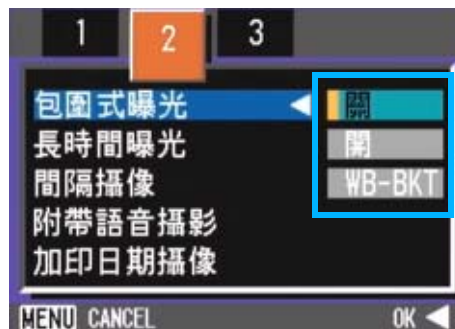 1 2 3
包圍式曝光 關
長時間曝光 開
間隔攝像 WB-BKT
附帶語音攝影
加印日期攝像
MENU CANCEL OK